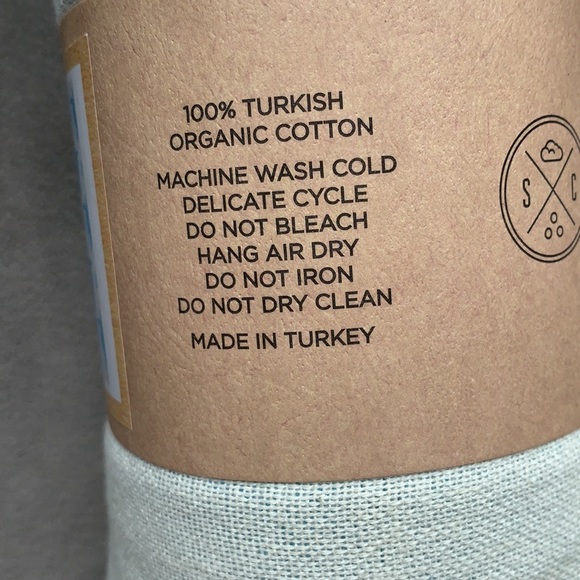 100% TURKISH
ORGANIC COTTON
MACHINE WASH COLD
DELICATE CYCLE
DO NOT BLEACH
HANG AIR DRY
DO NOT IRON
DO NOT DRY CLEAN
MADE IN TURKEY
S C